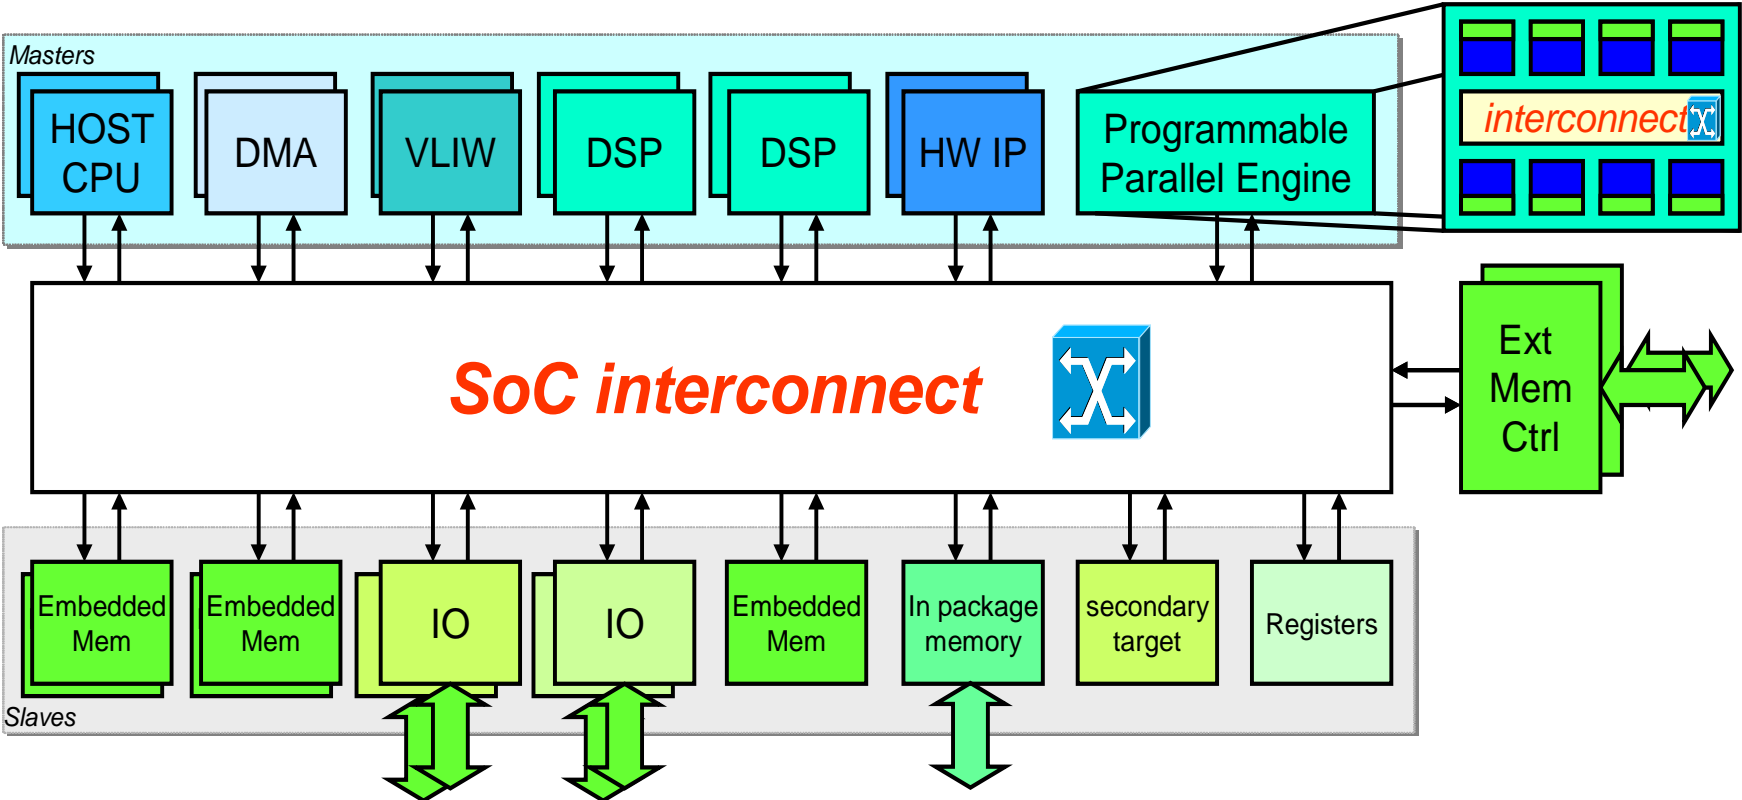 Masters
HOST
CPU
DMA
VLIW
DSP
DSP
HW IP
Programmable
Parallel Engine
interconnect
SoC interconnect
Ext
Mem
Ctrl
Embedded
Mem
Embedded
Mem
IO
IO
Embedded
Mem
In package
memory
secondary
target
Registers
Slaves